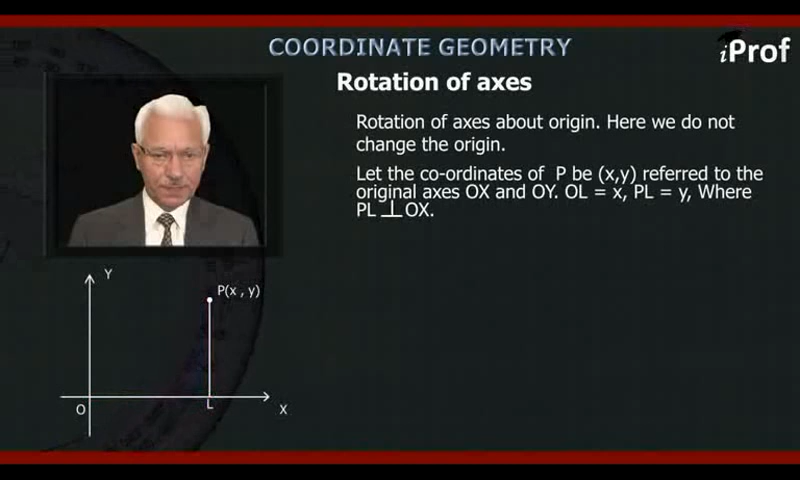 COORDINATE GEOMETRY
iProf
Rotation of axes
Rotation of axes about origin. Here we do not
change the origin.
Let the co-ordinates of P be (x,y) referred to the
original axes OX and OY. OL = x, PL = y, Where
PL ⊥ OX.
Y
P(x , y)
O
L
X